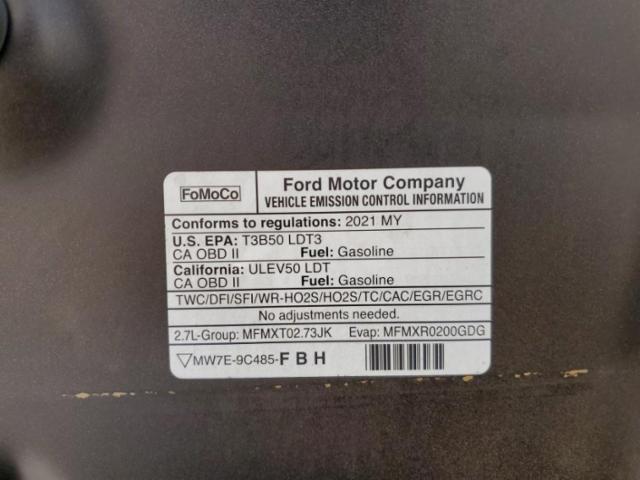 FoMoCo
Ford Motor Company
VEHICLE EMISSION CONTROL INFORMATION
Conforms to regulations: 2021 MY
U.S. EPA: T3B50 LDT3
CA OBD II Fuel: Gasoline
California: ULEV50 LDT
CA OBD II Fuel: Gasoline
TWC/DFI/SFI/WR-HO2S/HO2S/TC/CAC/EGR/EGRC
No adjustments needed.
2.7L-Group: MFMXT02.73JK Evap: MFMXR0200GDG
MW7E-9C485-FBH